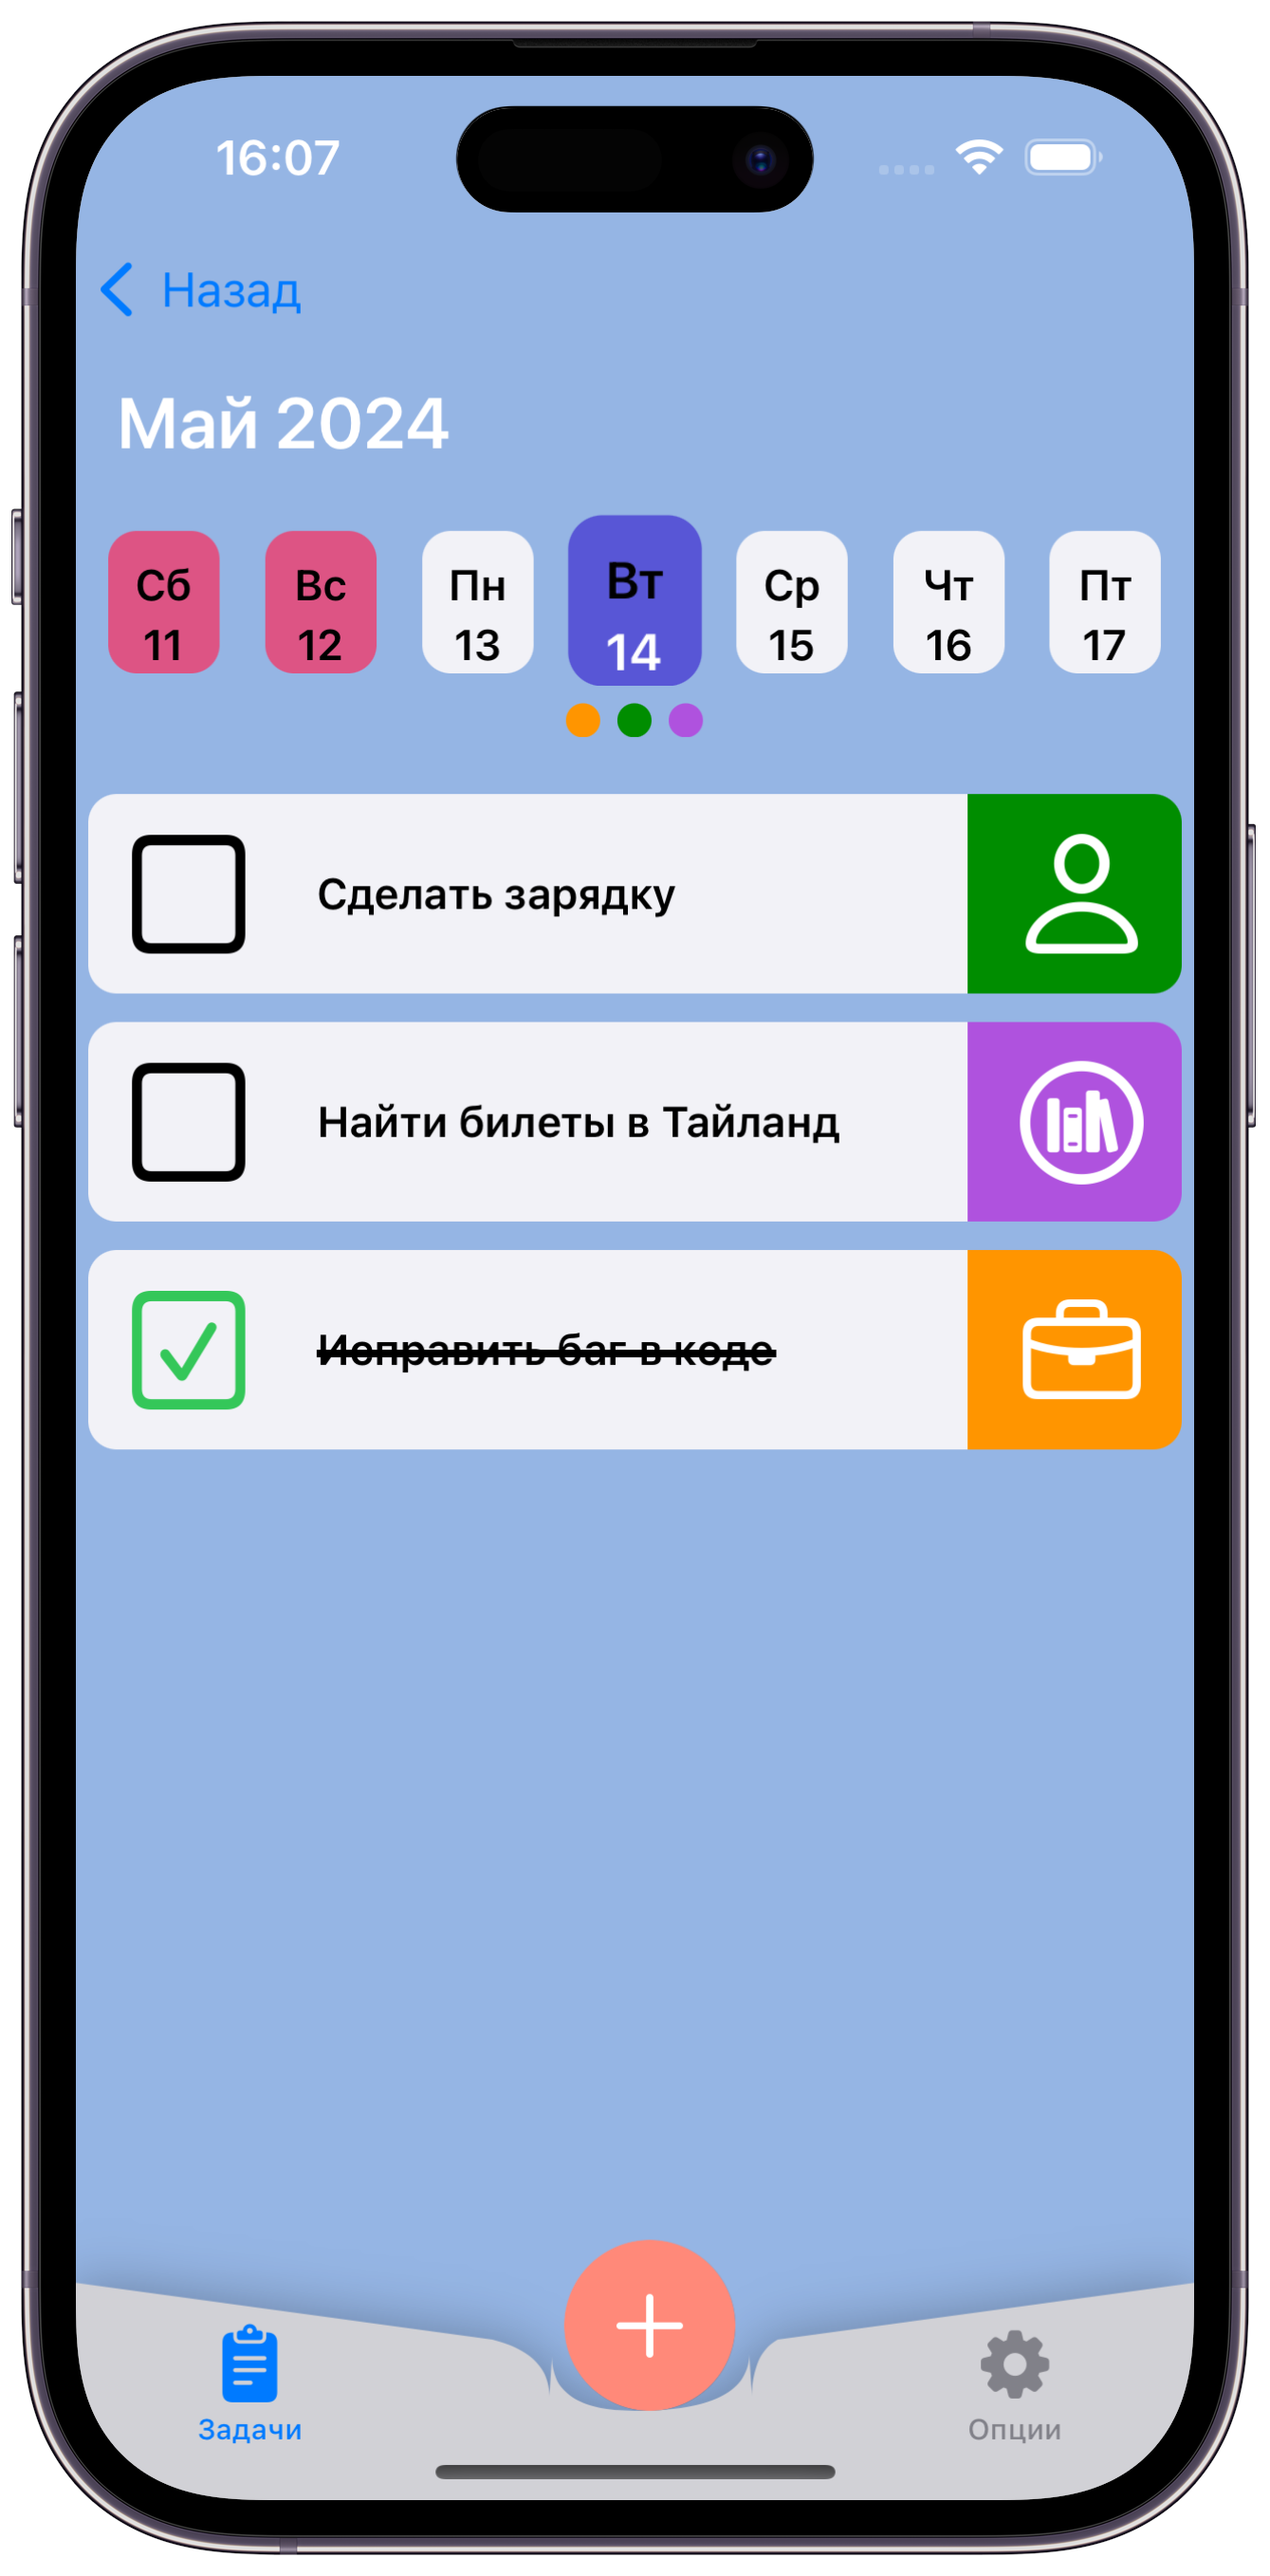 16:07
Назад
Май 2024
Сб Вс Пн Вт Ср Чт Пт
11 12 13 14 15 16 17
Сделать зарядку
Найти билеты в Тайланд
Исправить баг в коде
Задачи
Опции